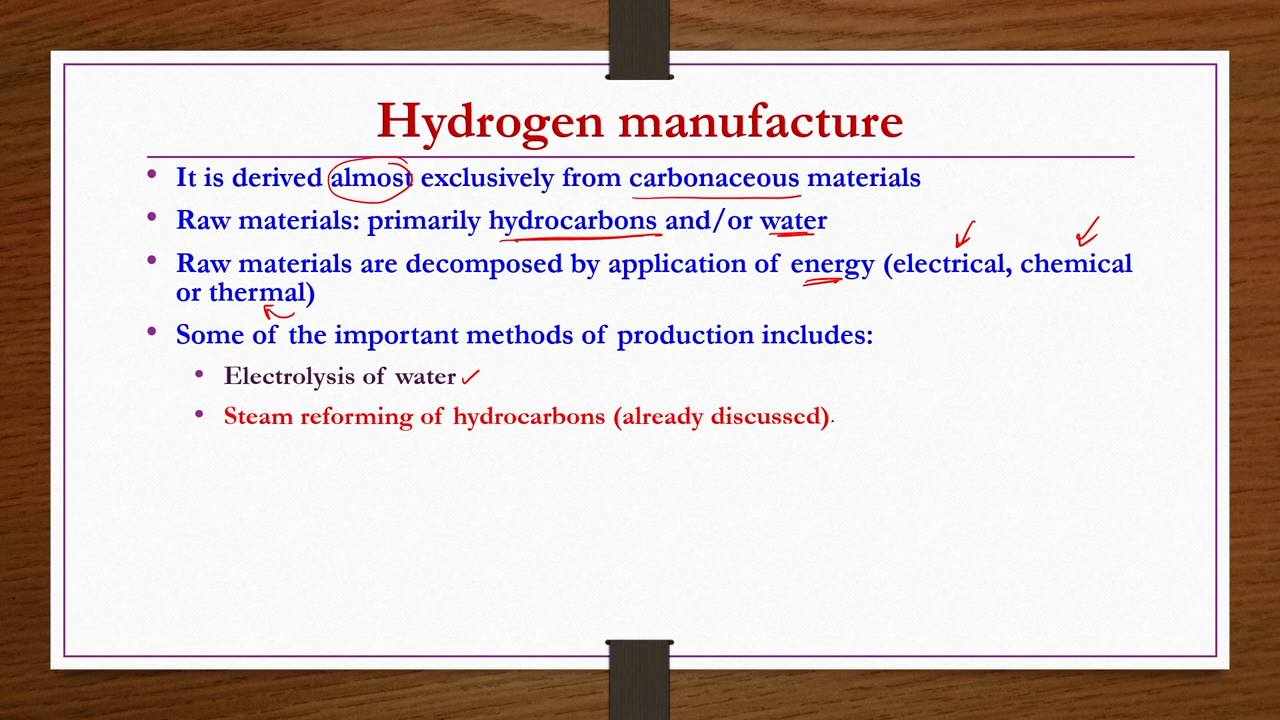 Hydrogen manufacture
• It is derived almost exclusively from carbonaceous materials
• Raw materials: primarily hydrocarbons and/or water
• Raw materials are decomposed by application of energy (electrical, chemical
or thermal)
• Some of the important methods of production includes:
• Electrolysis of water
• Steam reforming of hydrocarbons (already discussed).